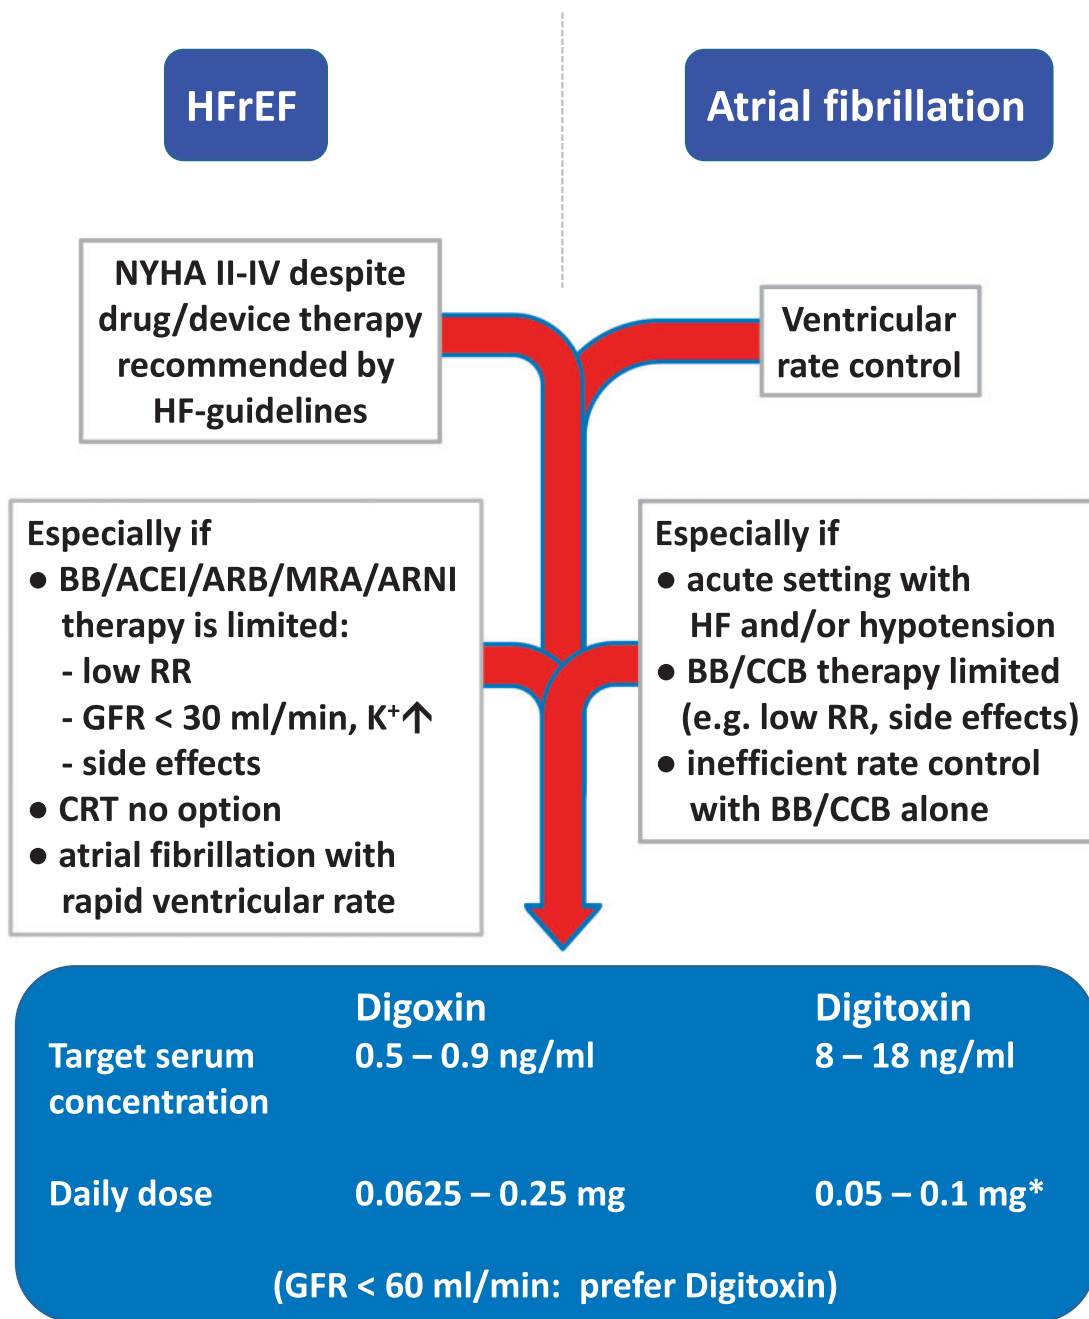 HFrEF
Atrial fibrillation
NYHA II-IV despite
drug/device therapy
recommended by
HF-guidelines
Ventricular
rate control
Especially if
● BB/ACEI/ARB/MRA/ARNI
therapy is limited:
- low RR
- GFR < 30 ml/min, K⁺↑
- side effects
● CRT no option
● atrial fibrillation with
rapid ventricular rate
Especially if
● acute setting with
HF and/or hypotension
● BB/CCB therapy limited
(e.g. low RR, side effects)
● inefficient rate control
with BB/CCB alone
Digoxin Digitoxin
Target serum 0.5 – 0.9 ng/ml 8 – 18 ng/ml
concentration
Daily dose 0.0625 – 0.25 mg 0.05 – 0.1 mg*
(GFR < 60 ml/min: prefer Digitoxin)